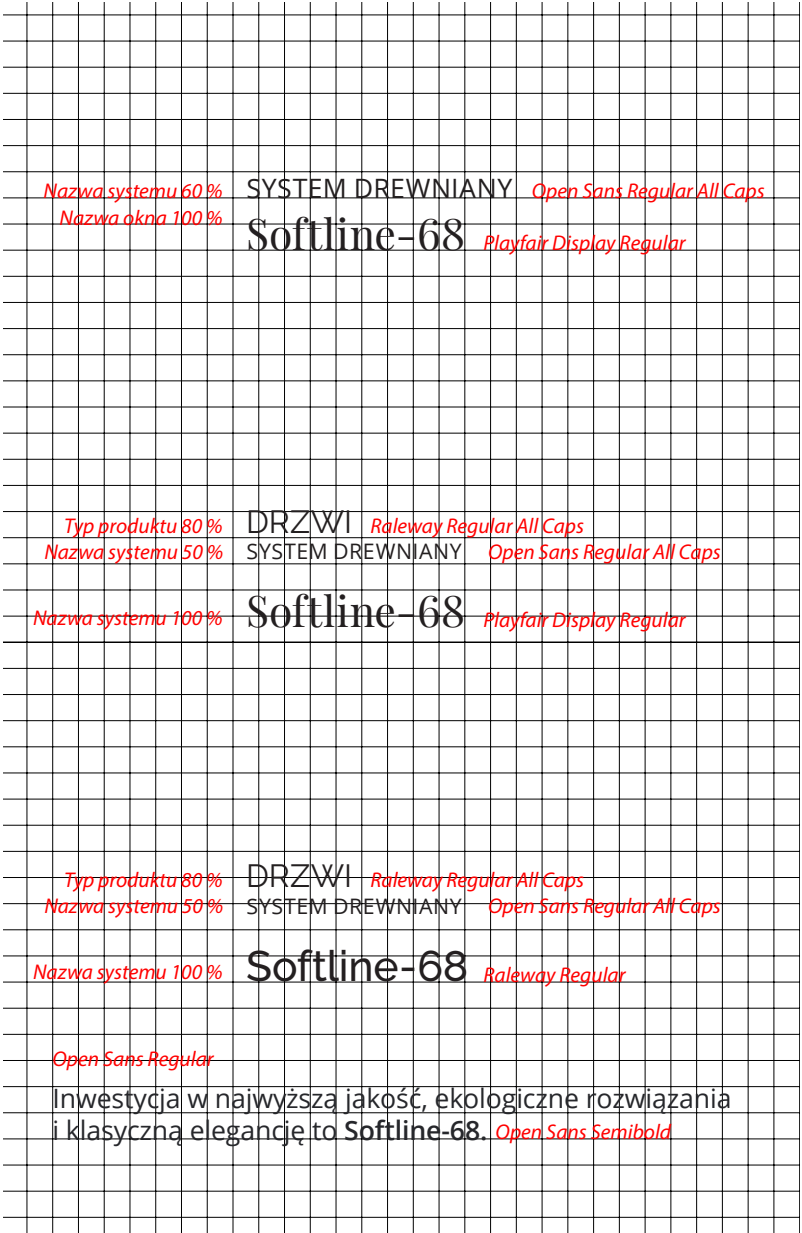 Nazwa systemu 60 % SYSTEM DREWNIANY Open Sans Regular All Caps
Nazwa okna 100 %
Softline-68 Playfair Display Regular
Typ produktu 80 % DRZWI Raleway Regular All Caps
Nazwa systemu 50 % SYSTEM DREWNIANY Open Sans Regular All Caps
Nazwa systemu 100 % Softline-68 Playfair Display Regular
Typ produktu 80 % DRZWI Raleway Regular All Caps
Nazwa systemu 50 % SYSTEM DREWNIANY Open Sans Regular All Caps
Nazwa systemu 100 % Softline-68 Raleway Regular
Open Sans Regular
Inwestycja w najwyższą jakość, ekologiczne rozwiązania
i klasyczną elegancję to Softline-68. Open Sans Semibold